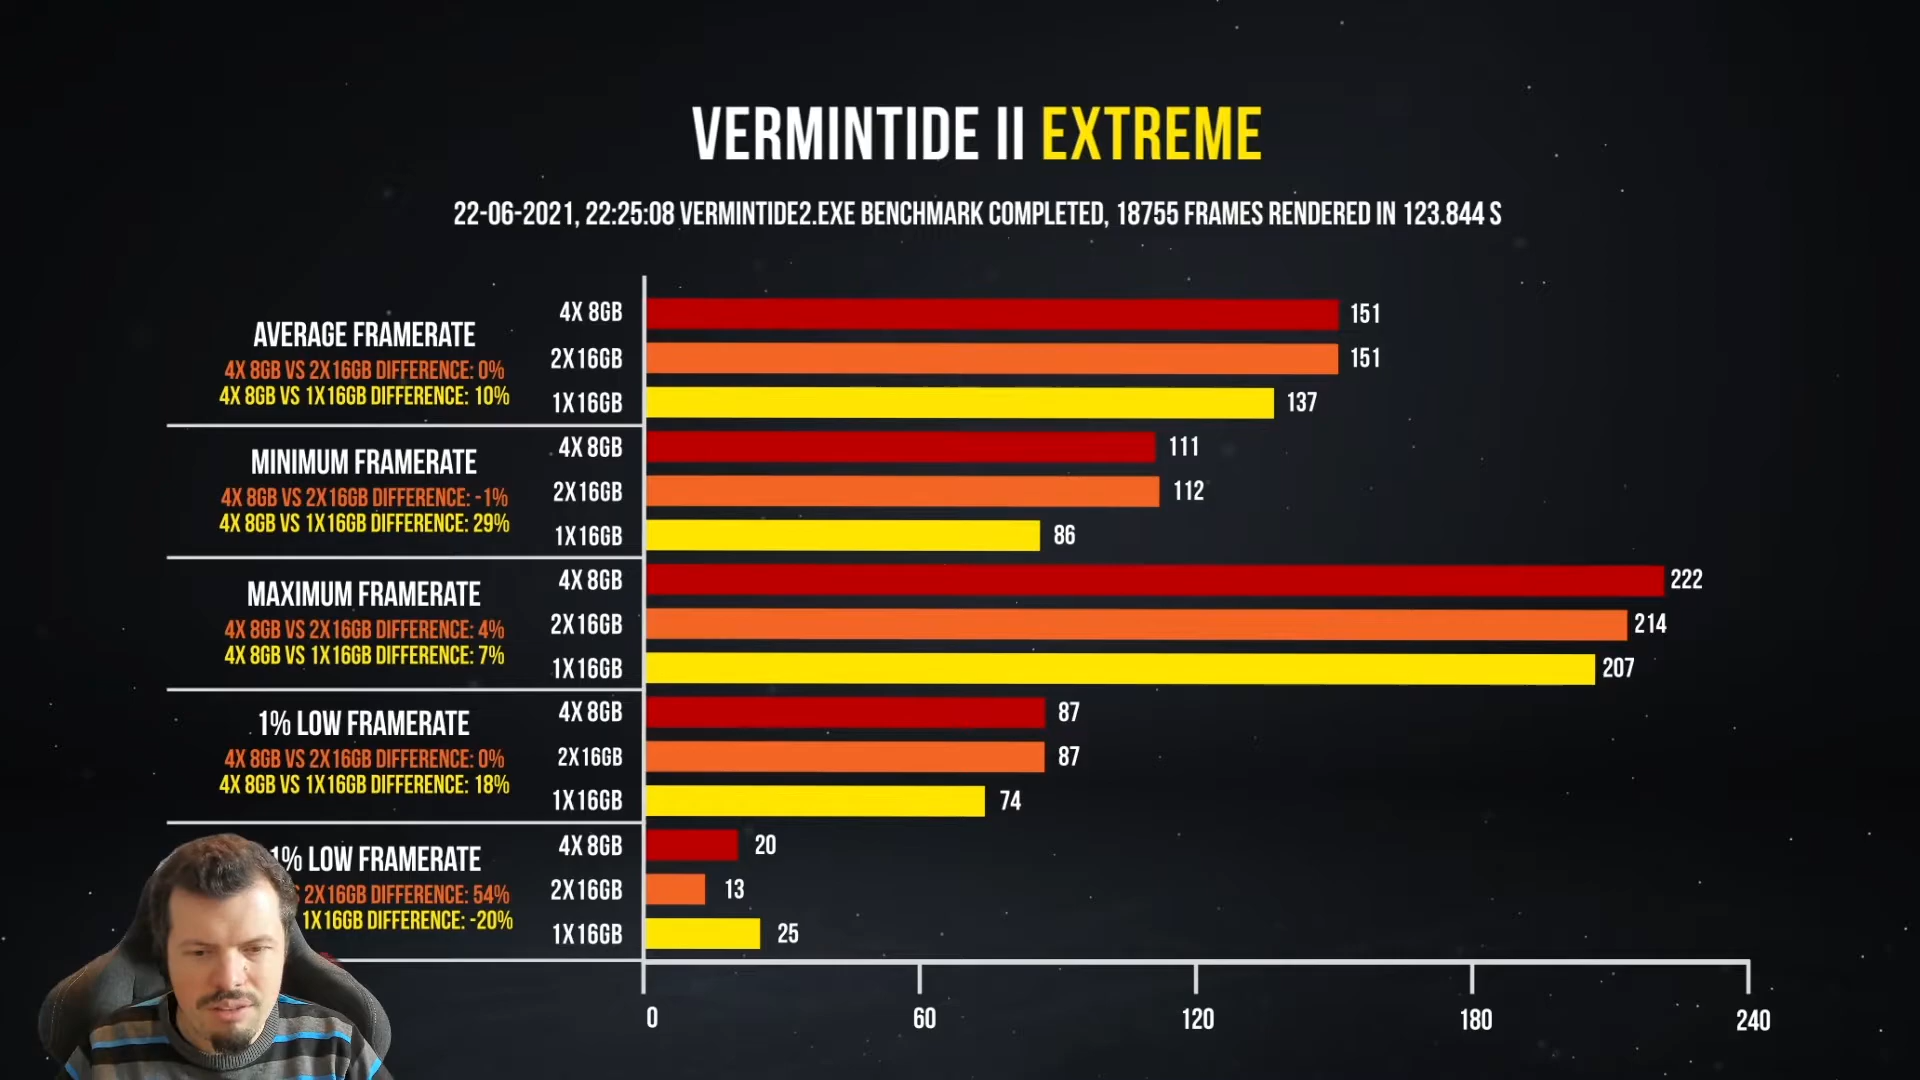 VERMINTIDE II EXTREME
22-06-2021, 22:25:08 VERMINTIDE2.EXE BENCHMARK COMPLETED, 18755 FRAMES RENDERED IN 123.844 S
AVERAGE FRAMERATE
4X 8GB VS 2X16GB DIFFERENCE: 0%
4X 8GB VS 1X16GB DIFFERENCE: 10%
4X 8GB 151
2X16GB 151
1X16GB 137
MINIMUM FRAMERATE
4X 8GB VS 2X16GB DIFFERENCE: -1%
4X 8GB VS 1X16GB DIFFERENCE: 29%
4X 8GB 111
2X16GB 112
1X16GB 86
MAXIMUM FRAMERATE
4X 8GB VS 2X16GB DIFFERENCE: 4%
4X 8GB VS 1X16GB DIFFERENCE: 7%
4X 8GB 222
2X16GB 214
1X16GB 207
1% LOW FRAMERATE
4X 8GB VS 2X16GB DIFFERENCE: 0%
4X 8GB VS 1X16GB DIFFERENCE: 18%
4X 8GB 87
2X16GB 87
1X16GB 74
1% LOW FRAMERATE
2X16GB DIFFERENCE: 54%
1X16GB DIFFERENCE: -20%
4X 8GB 20
2X16GB 13
1X16GB 25
0 60 120 180 240